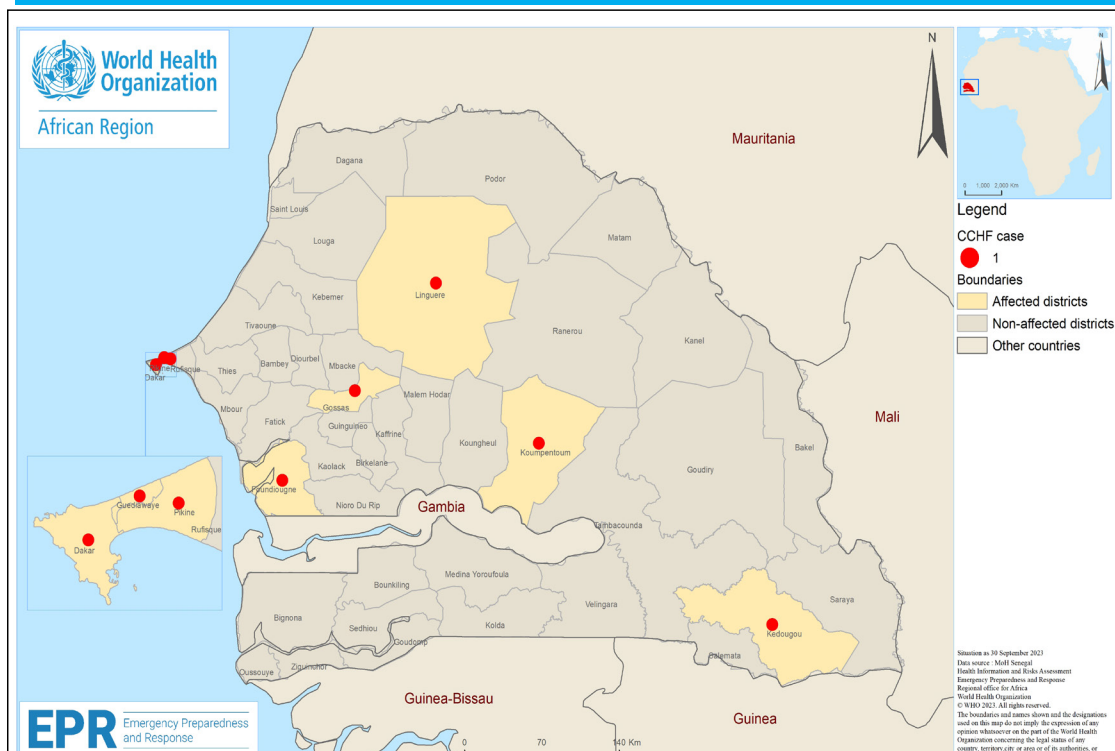 World Health
Organization
African Region
N
N
0 1,000 2,000 Km
Legend
CCHF case
1
Boundaries
Affected districts
Non-affected districts
Other countries
Mauritania
Mali
Gambia
Guinea-Bissau
Guinea
Dagana
Podor
Saint Louis
Louga
Matam
Linguere
Kebemer
Ranerou
Kanel
Tivaoune
Thies
Bambey
Diourbel
Mbacke
Rufisque
Dakar
Mbour
Gossas
Malem Hodar
Fatick
Guinguineo
Kaffrine
Koungheul
Koumpentoum
Bakel
Goudiry
Kaolack
Birkelane
Foundiougne
Nioro Du Rip
Tambacounda
Guediawaye
Pikine
Rufisque
Dakar
Medina Yoroufoula
Bounkiling
Velingara
Saraya
Bignona
Sedhiou
Kolda
Goudomp
Kedougou
Salemata
Oussouye
Ziguinchor
EPR
Emergency Preparedness
and Response
0 70 140 Km
Situation as 30 September 2023
Data source : MoH Senegal
Health Information and Risks Assessment
Emergency Preparedness and Response
Regional office for Africa
World Health Organization
© WHO 2023. All rights reserved.
The boundaries and names shown and the designations
used on this map do not imply the expression of any
opinion whatsoever on the part of the World Health
Organization concerning the legal status of any
country, territory,city or area or of its authorities, or